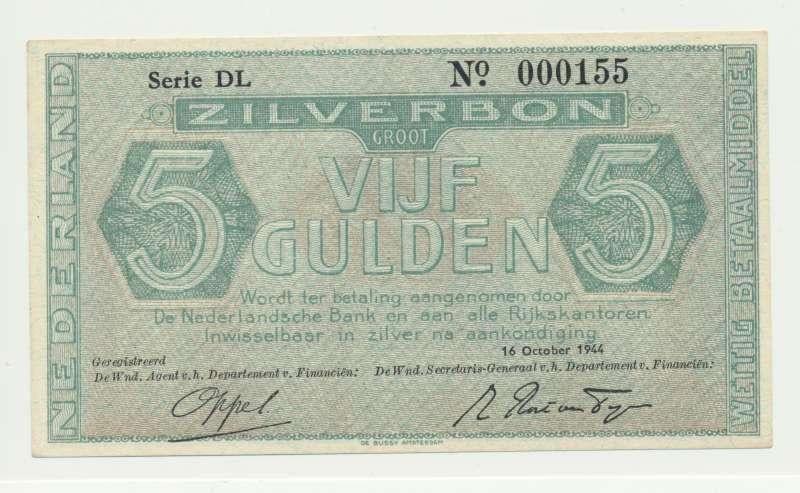 Serie DL Nº 000155
ZILVERBON
GROOT
VIJF
GULDEN
5 5
NEDERLAND
WETTIG BETAALMIDDEL
Wordt ter betaling aangenomen door
De Nederlandsche Bank en aan alle Rijkskantoren.
Inwisselbaar in zilver na aankondiging
16 October 1944
Geregistreerd
De Wnd. Agent v.h. Departement v. Financiën: De Wnd. Secretaris-Generaal v.h. Departement v. Financiën:
Oppel.
DE BUSSY AMSTERDAM